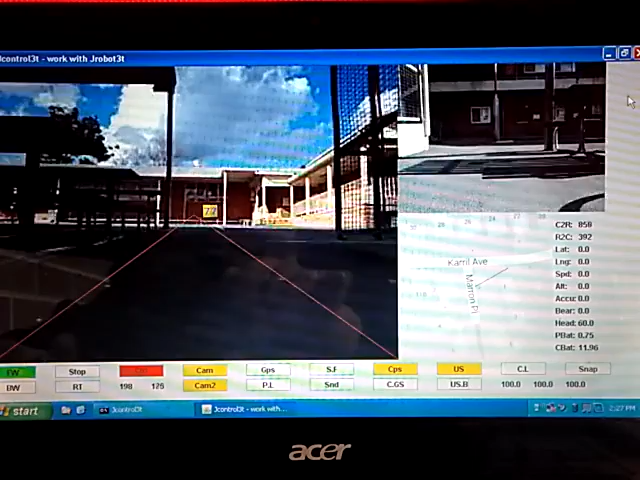 Jcontrol3t - work with Jrobot3t
Karril Ave
Marron Pl
C2R: 859
R2C: 392
Lat: 0.0
Lng: 0.0
Spd: 0.0
Alt: 0.0
Accu: 0.0
Bear: 0.0
Head: 60.0
PBat: 0.75
CBat: 11.96
FW Stop Cam Gps S.F Cps US C.L Snap
BW RT 198 126 Cam2 P.L Snd C.GS US.B 100.0 100.0 100.0
start Jcontrol3t Jcontrol3t - work with... 2:27 PM
acer